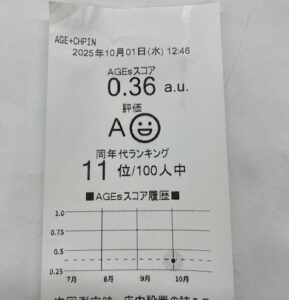 AGE+CHPIN
2025年10月01日(水) 12:46
AGEsスコア
0.36 a.u.
評価
A
同年代ランキング
11 位/100人中
■AGEsスコア履歴■
1.0
0.75
0.50
0.25
7月 8月 9月 10月